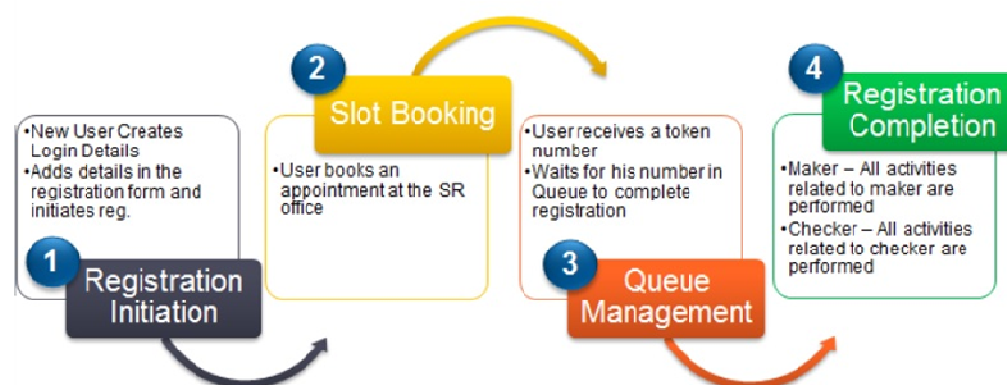 1
•New User Creates
Login Details
•Adds details in the
registration form and
initiates reg.
Registration
Initiation
2
Slot Booking
•User books an
appointment at the SR
office
•User receives a token
number
•Waits for his number in
Queue to complete
registration
3
Queue
Management
4
Registration
Completion
•Maker – All activities
related to maker are
performed
•Checker – All activities
related to checker are
performed